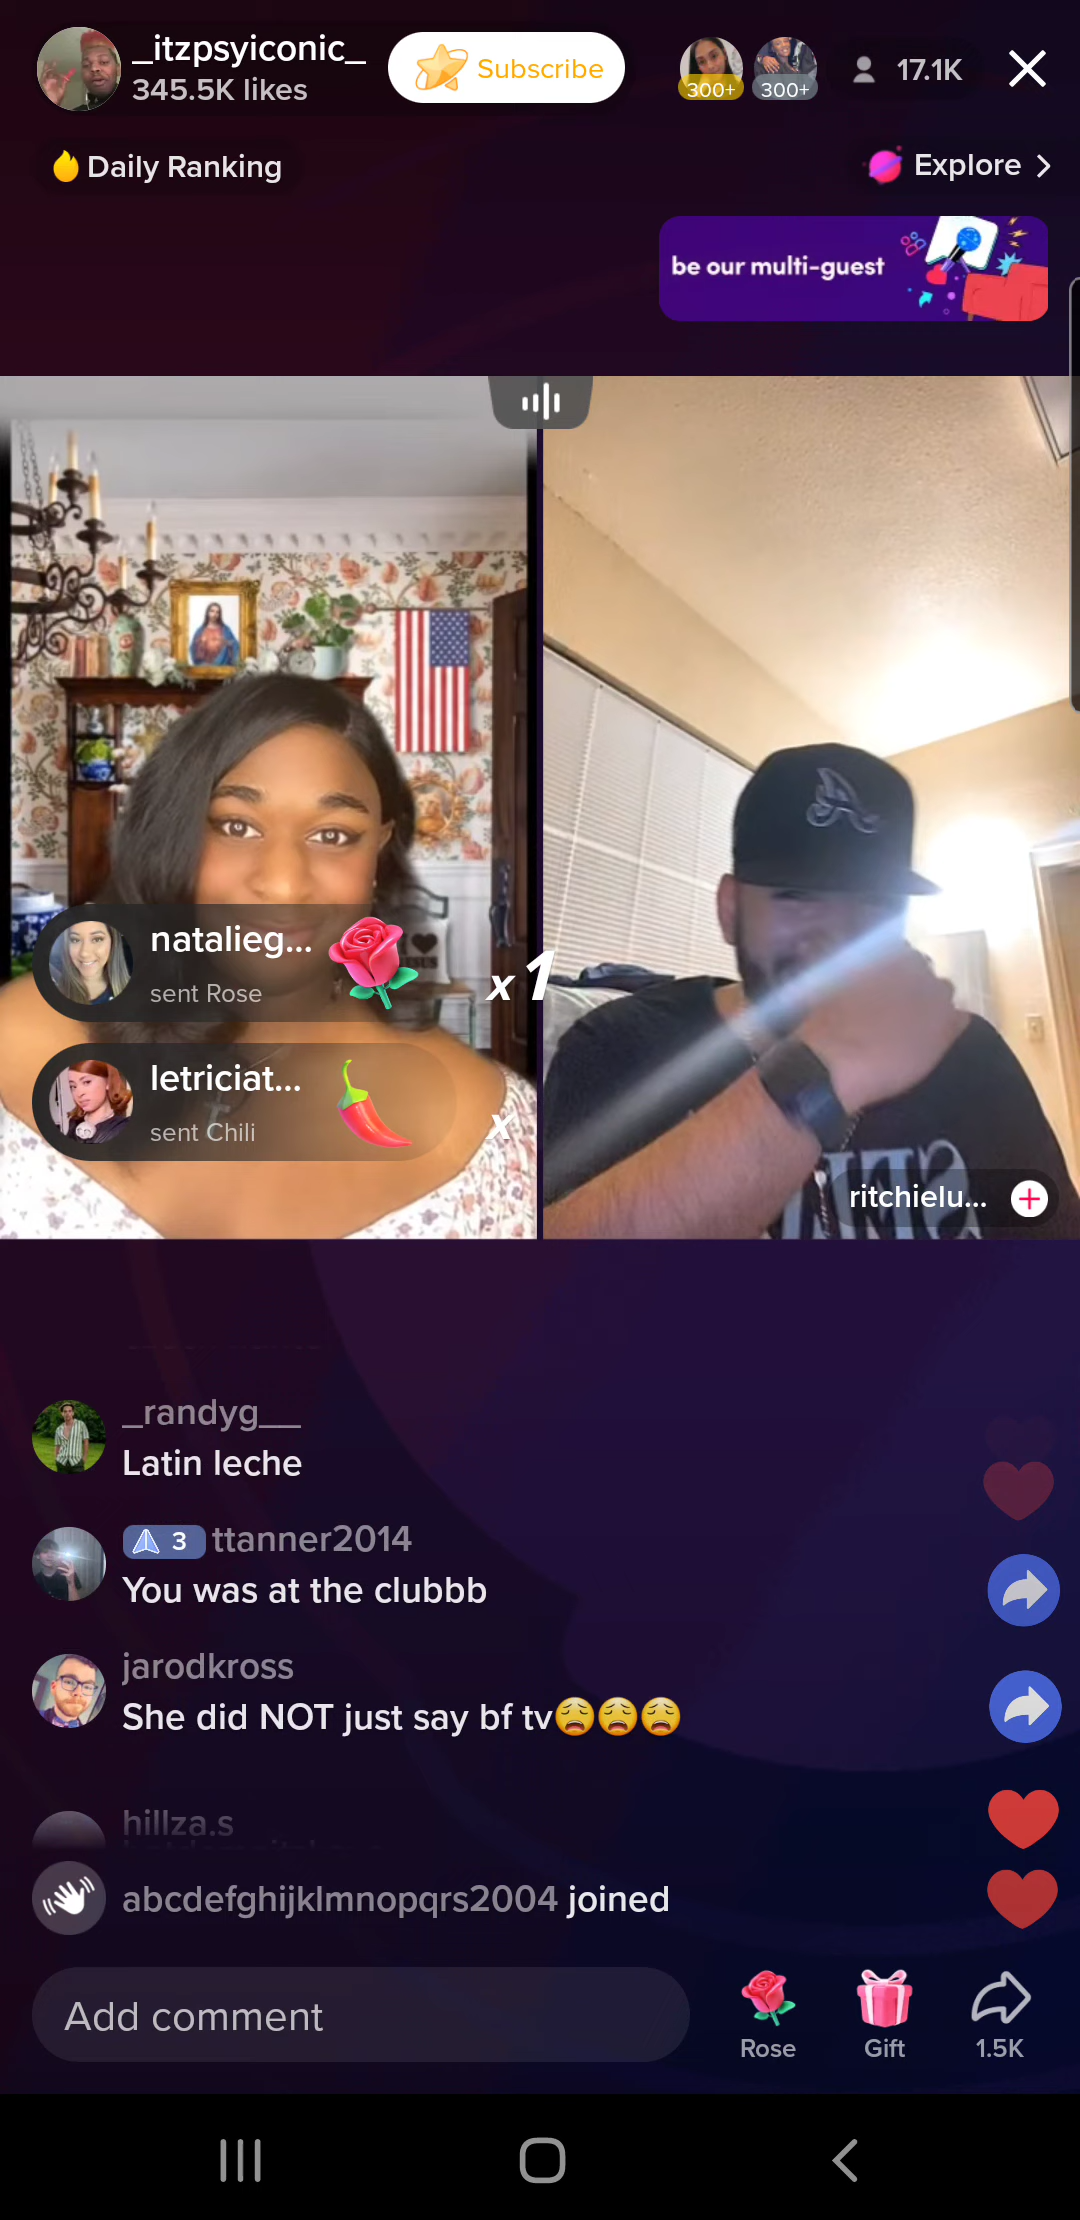 _itzpsyiconic_
345.5K likes
Subscribe
300+
300+
17.1K
Daily Ranking
Explore
be our multi-guest
A
natalieg...
sent Rose
x 1
letriciat...
sent Chili
x
ritchielu...
_randyg__
Latin leche
3 ttanner2014
You was at the clubbb
jarodkross
She did NOT just say bf tv😩😩😩
hillza.s
abcdefghijklmnopqrs2004 joined
Add comment
Rose
Gift
1.5K